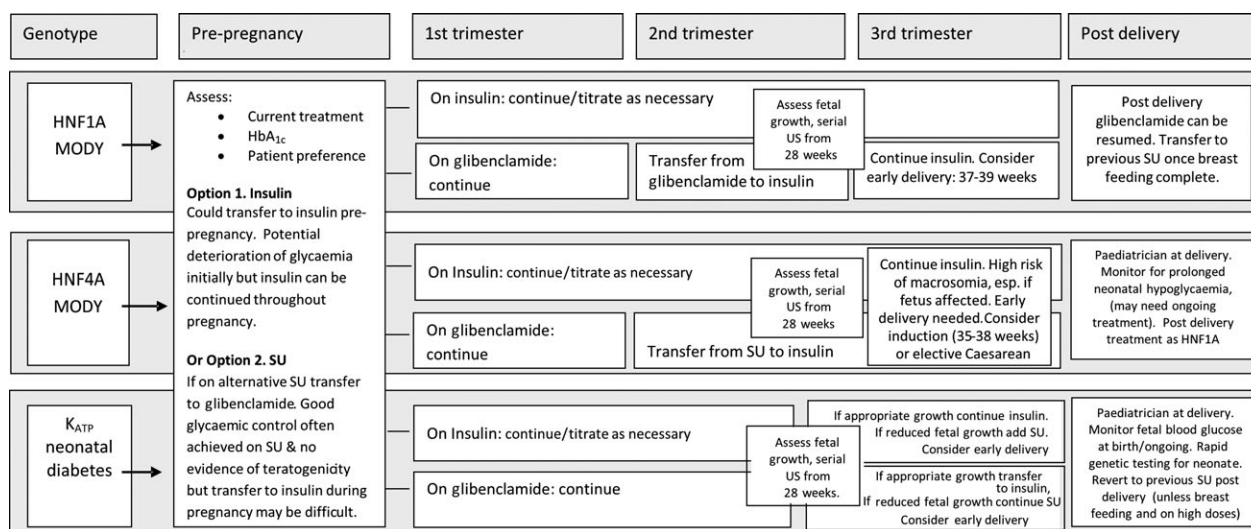 Genotype
Pre-pregnancy
1st trimester
2nd trimester
3rd trimester
Post delivery
HNF1A
MODY
Assess:
• Current treatment
• HbA1c
• Patient preference
Option 1. Insulin
Could transfer to insulin pre-
pregnancy. Potential
deterioration of glycaemia
initially but insulin can be
continued throughout
pregnancy.
Or Option 2. SU
If on alternative SU transfer
to glibenclamide. Good
glycaemic control often
achieved on SU & no
evidence of teratogenicity
but transfer to insulin during
pregnancy may be difficult.
On insulin: continue/titrate as necessary
Assess fetal
growth, serial
US from
28 weeks
On glibenclamide:
continue
Transfer from
glibenclamide to insulin
Continue insulin. Consider
early delivery: 37-39 weeks
Post delivery
glibenclamide can be
resumed. Transfer to
previous SU once breast
feeding complete.
HNF4A
MODY
On Insulin: continue/titrate as necessary
Assess fetal
growth, serial
US from
28 weeks
On glibenclamide:
continue
Transfer from SU to insulin
Continue insulin. High risk
of macrosomia, esp. if
fetus affected. Early
delivery needed.Consider
induction (35-38 weeks)
or elective Caesarean
Paediatrician at delivery.
Monitor for prolonged
neonatal hypoglycaemia,
(may need ongoing
treatment). Post delivery
treatment as HNF1A
KATP
neonatal
diabetes
On Insulin: continue/titrate as necessary
Assess fetal
growth, serial
US from
28 weeks.
On glibenclamide: continue
If appropriate growth continue insulin.
If reduced fetal growth add SU.
Consider early delivery
If appropriate growth transfer
to insulin,
If reduced fetal growth continue SU
Consider early delivery
Paediatrician at delivery.
Monitor fetal blood glucose
at birth/ongoing. Rapid
genetic testing for neonate.
Revert to previous SU post
delivery (unless breast
feeding and on high doses)